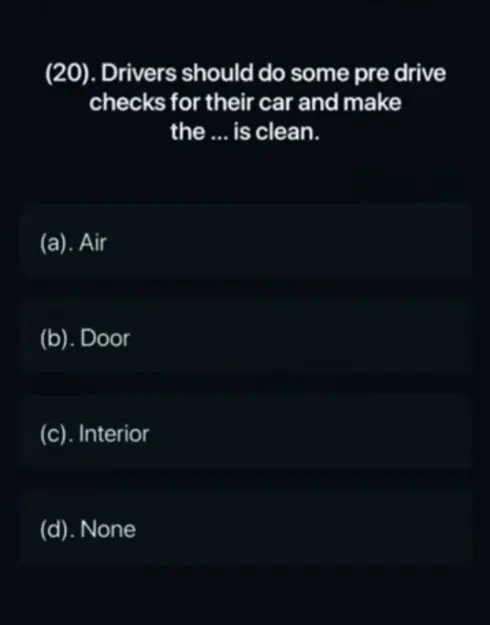 (20). Drivers should do some pre drive
checks for their car and make
the ... is clean.
(a). Air
(b). Door
(c). Interior
(d). None